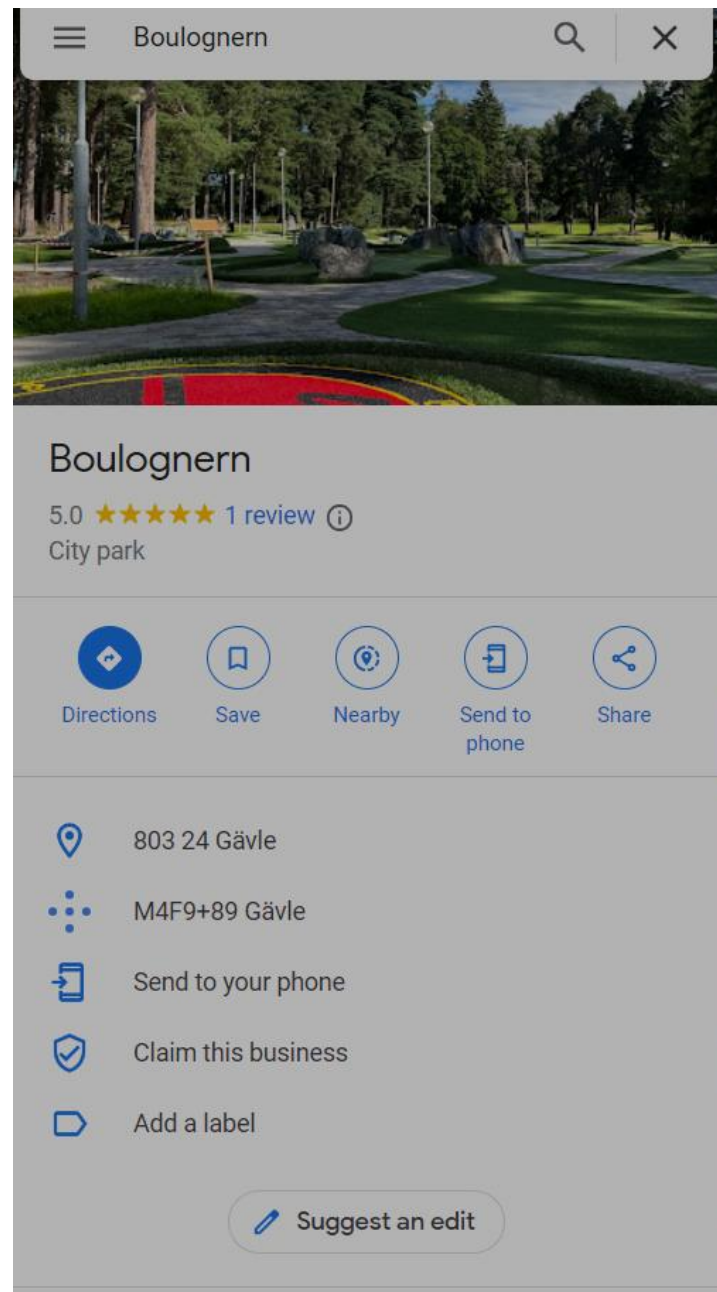 Boulognern
Boulognern
5.0 1 review
City park
Directions
Save
Nearby
Send to
phone
Share
803 24 Gävle
M4F9+89 Gävle
Send to your phone
Claim this business
Add a label
Suggest an edit